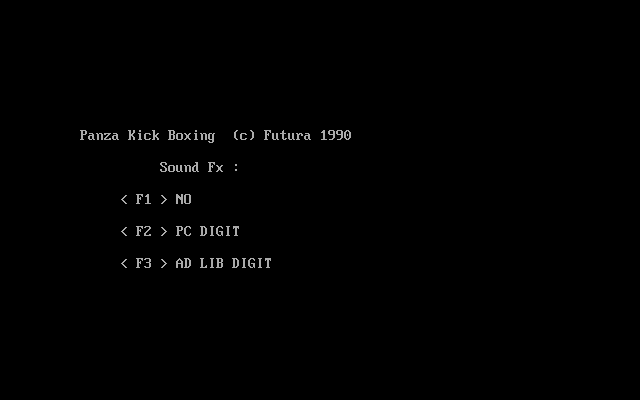 Panza Kick Boxing  (c) Futura 1990
Sound Fx :
< F1 > NO
< F2 > PC DIGIT
< F3 > AD LIB DIGIT